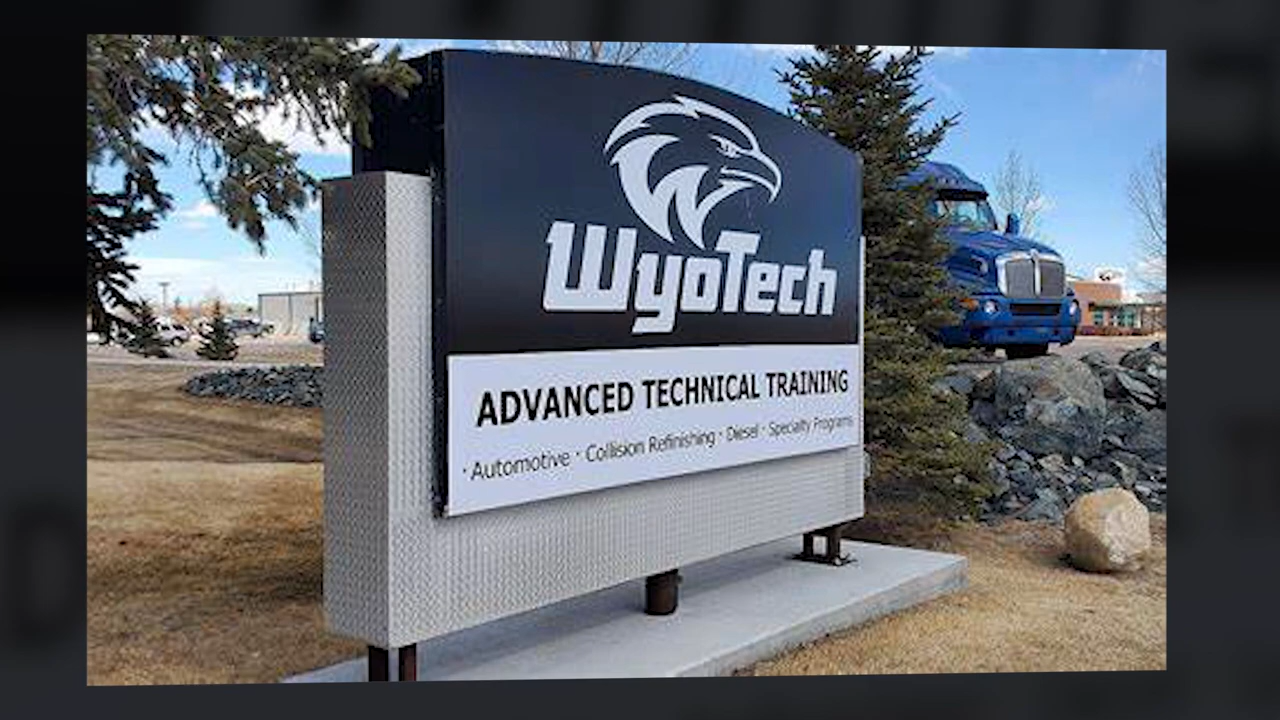 WyoTech
ADVANCED TECHNICAL TRAINING
· Automotive · Collision Refinishing · Diesel · Specialty Programs